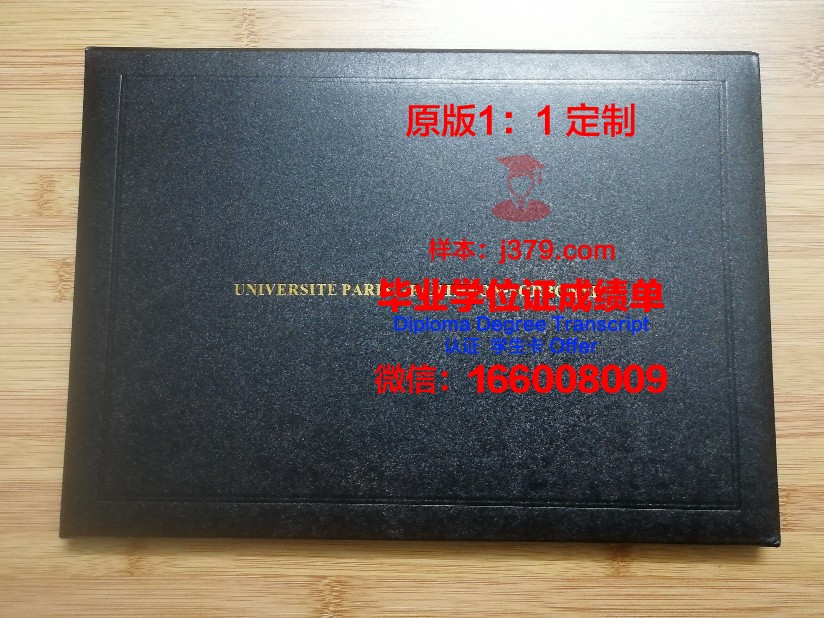 原版1：1 定制
样本：j379.com
UNIVERSITE PARIS
毕业学位证成绩单
Diploma Degree Transcript
认证 学生卡 Offer
微信：166008009